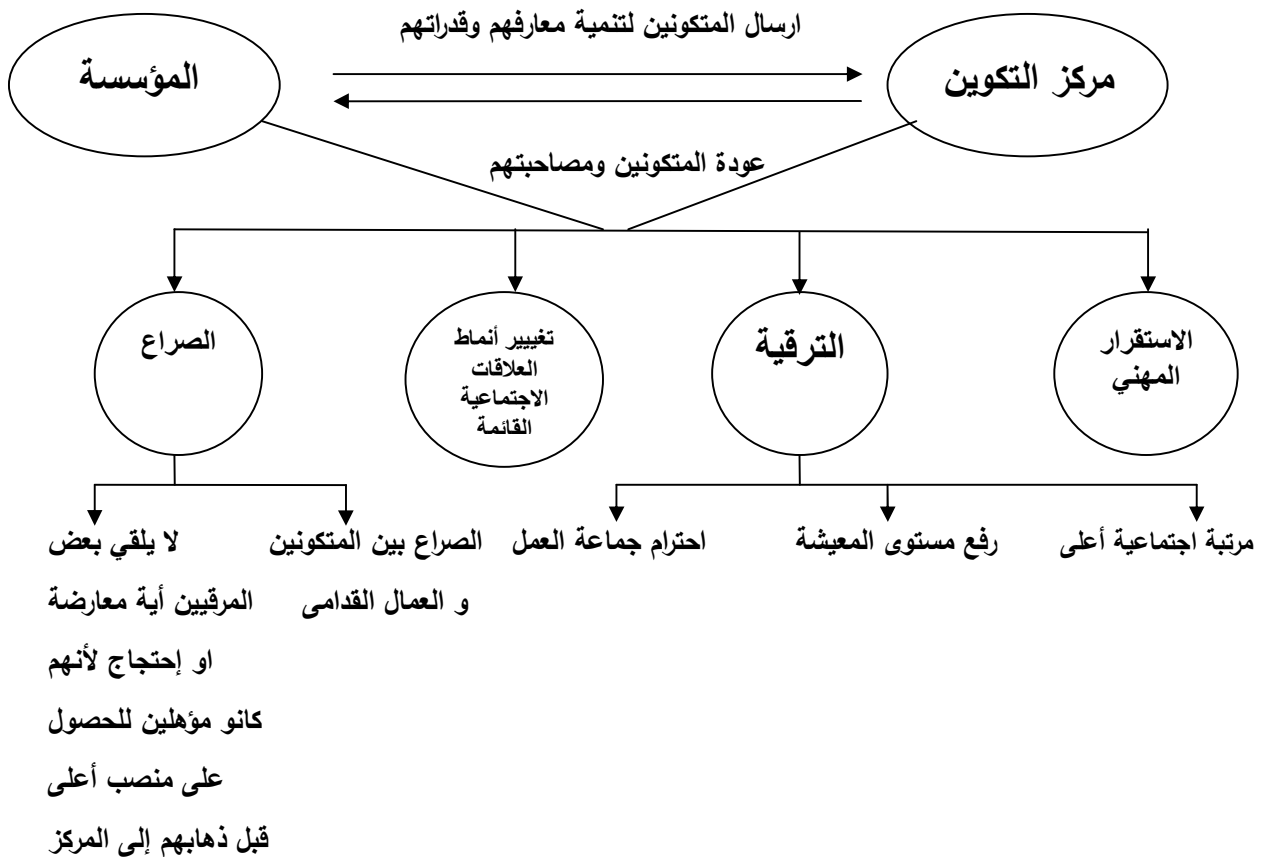 ارسال المتكونين لتنمية معارفهم وقدراتهم
مركز التكوين
المؤسسة
عودة المتكونين ومصاحبتهم
الاستقرار
المهني
الترقية
تغييير أنماط
العلاقات
الاجتماعية
القائمة
الصراع
مرتبة اجتماعية أعلى
رفع مستوى المعيشة
احترام جماعة العمل
الصراع بين المتكونين
و العمال القدامى
لا يلقي بعض
المرقيين أية معارضة
او إحتجاج لأنهم
كانو مؤهلين للحصول
على منصب أعلى
قبل ذهابهم إلى المركز